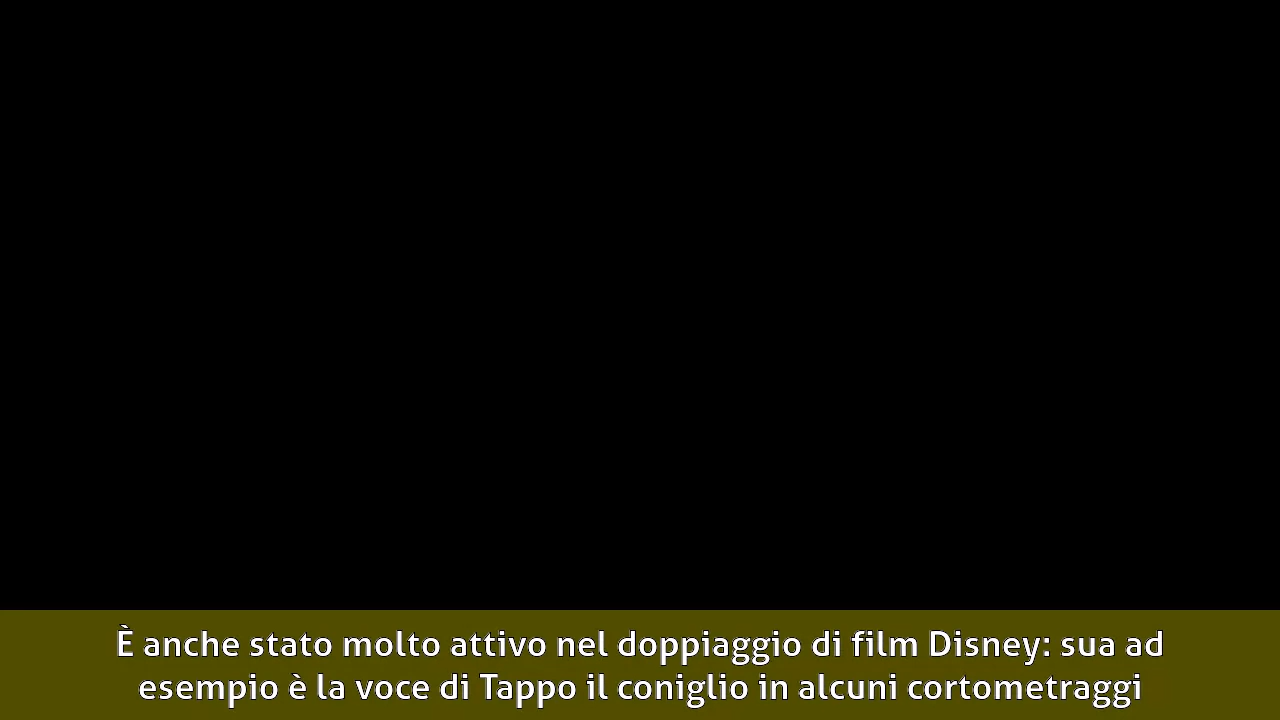 È anche stato molto attivo nel doppiaggio di film Disney: sua ad
esempio è la voce di Tappo il coniglio in alcuni cortometraggi